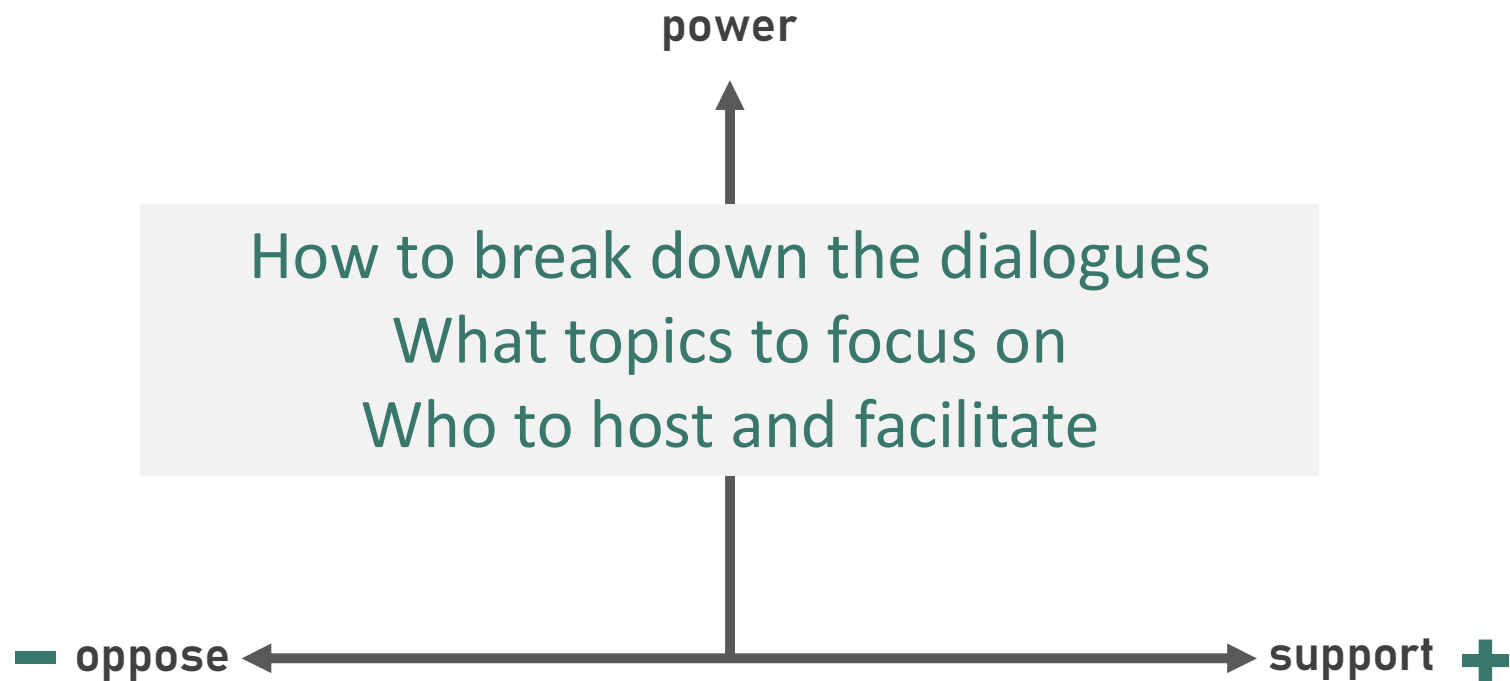 power
How to break down the dialogues
What topics to focus on
Who to host and facilitate
− oppose support +